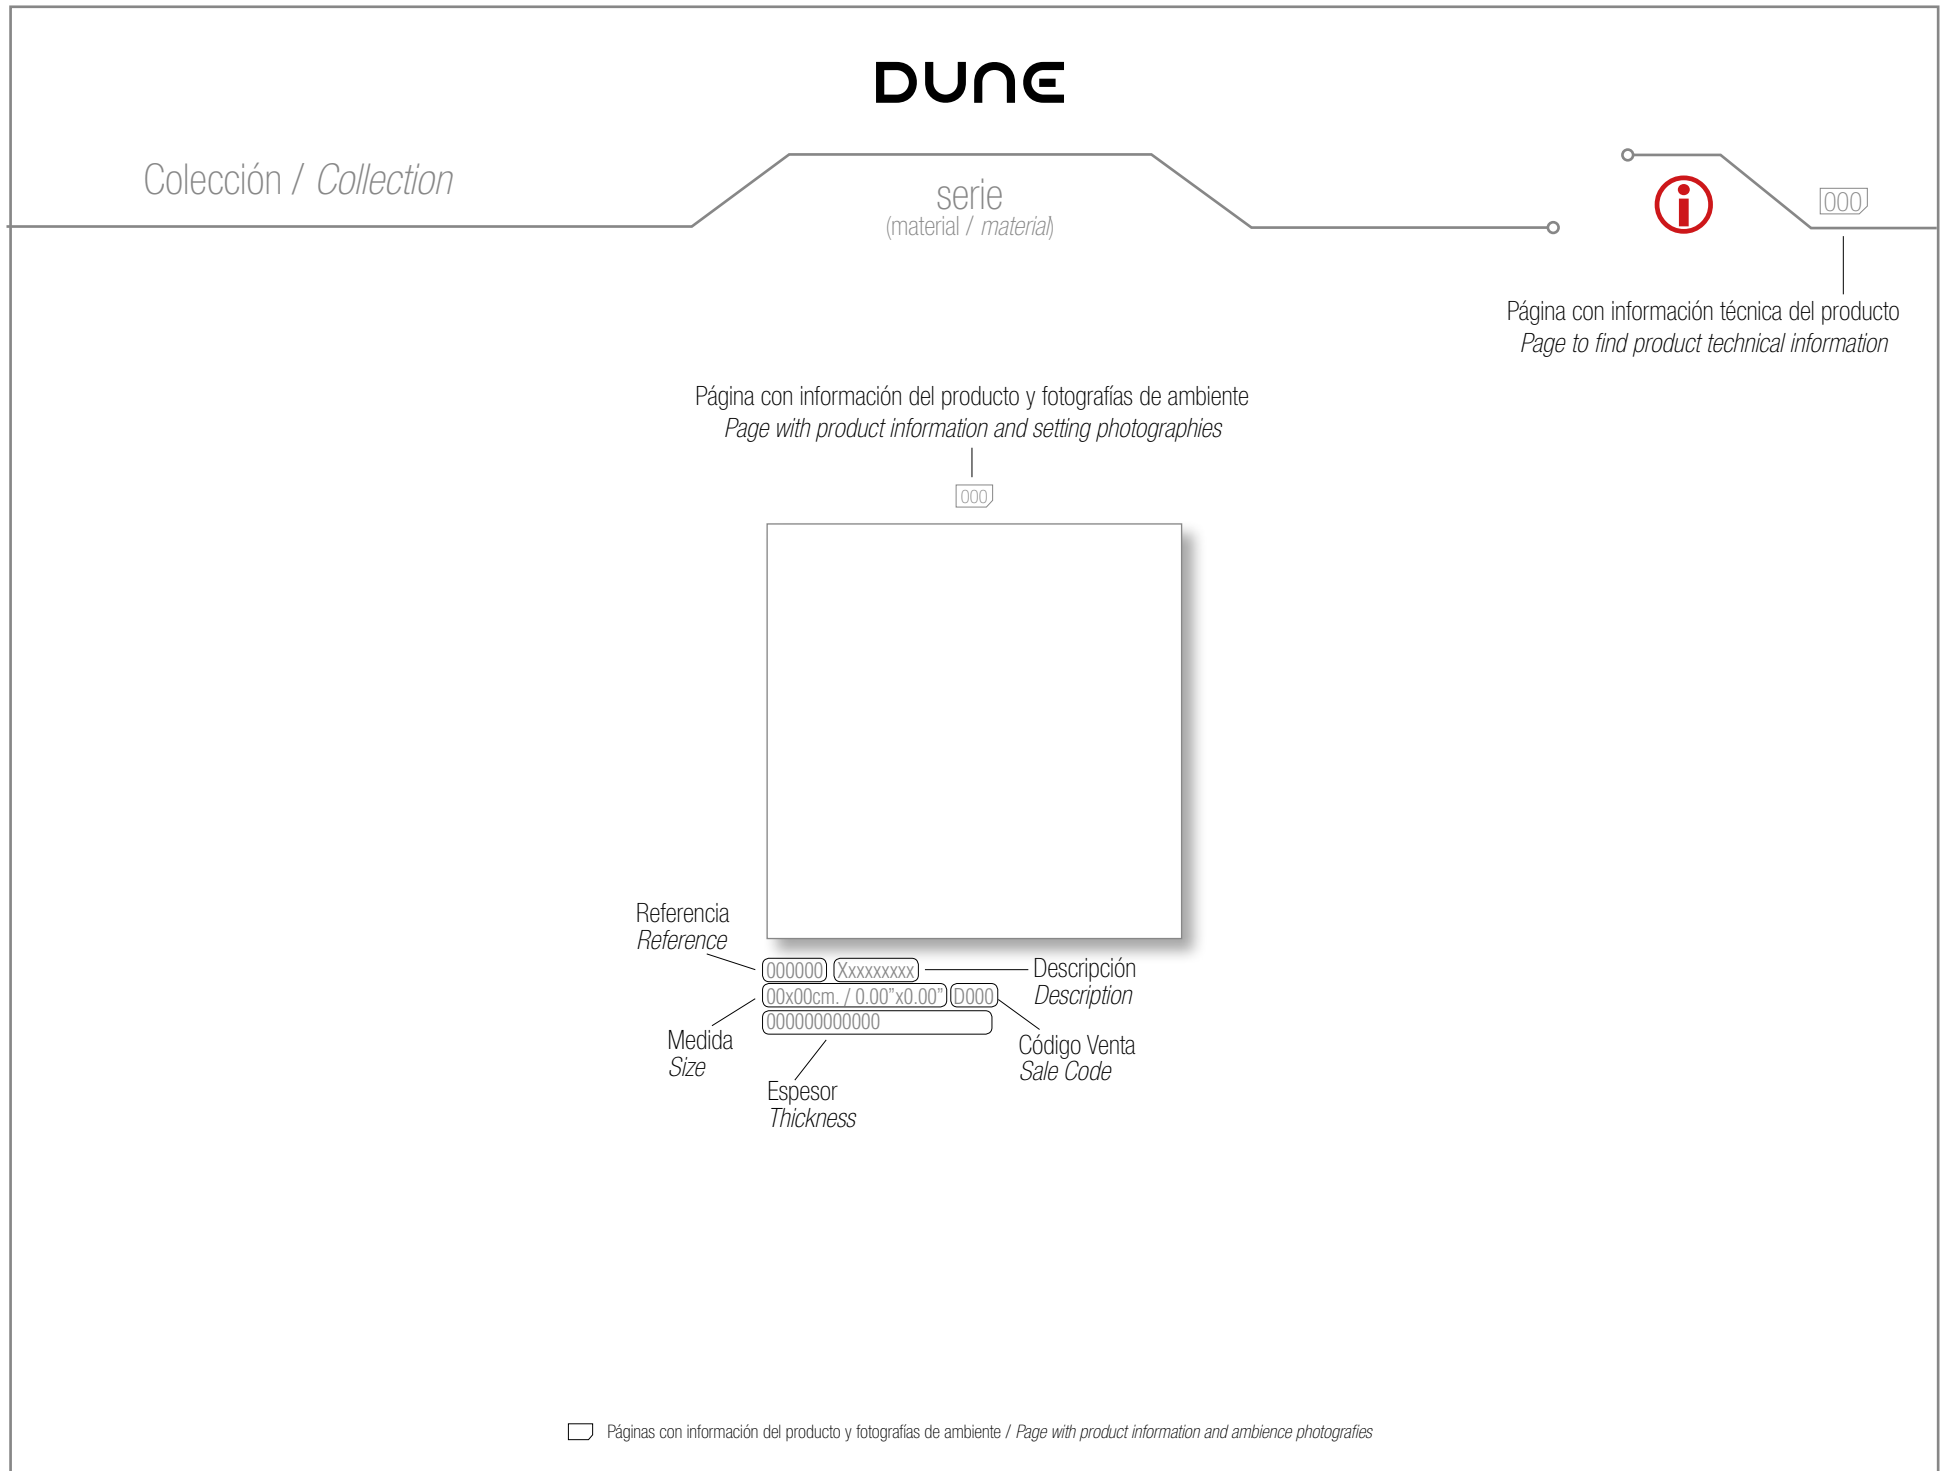 DUNE
Colección / Collection
serie
(material / material)
000
Página con información técnica del producto
Page to find product technical information
Página con información del producto y fotografías de ambiente
Page with product information and setting photographies
000
Referencia
Reference
000000 Xxxxxxxxx
Descripción
Description
00x00cm. / 0.00”x0.00” D000
000000000000
Medida
Size
Código Venta
Sale Code
Espesor
Thickness
Páginas con información del producto y fotografías de ambiente / Page with product information and ambience photografies